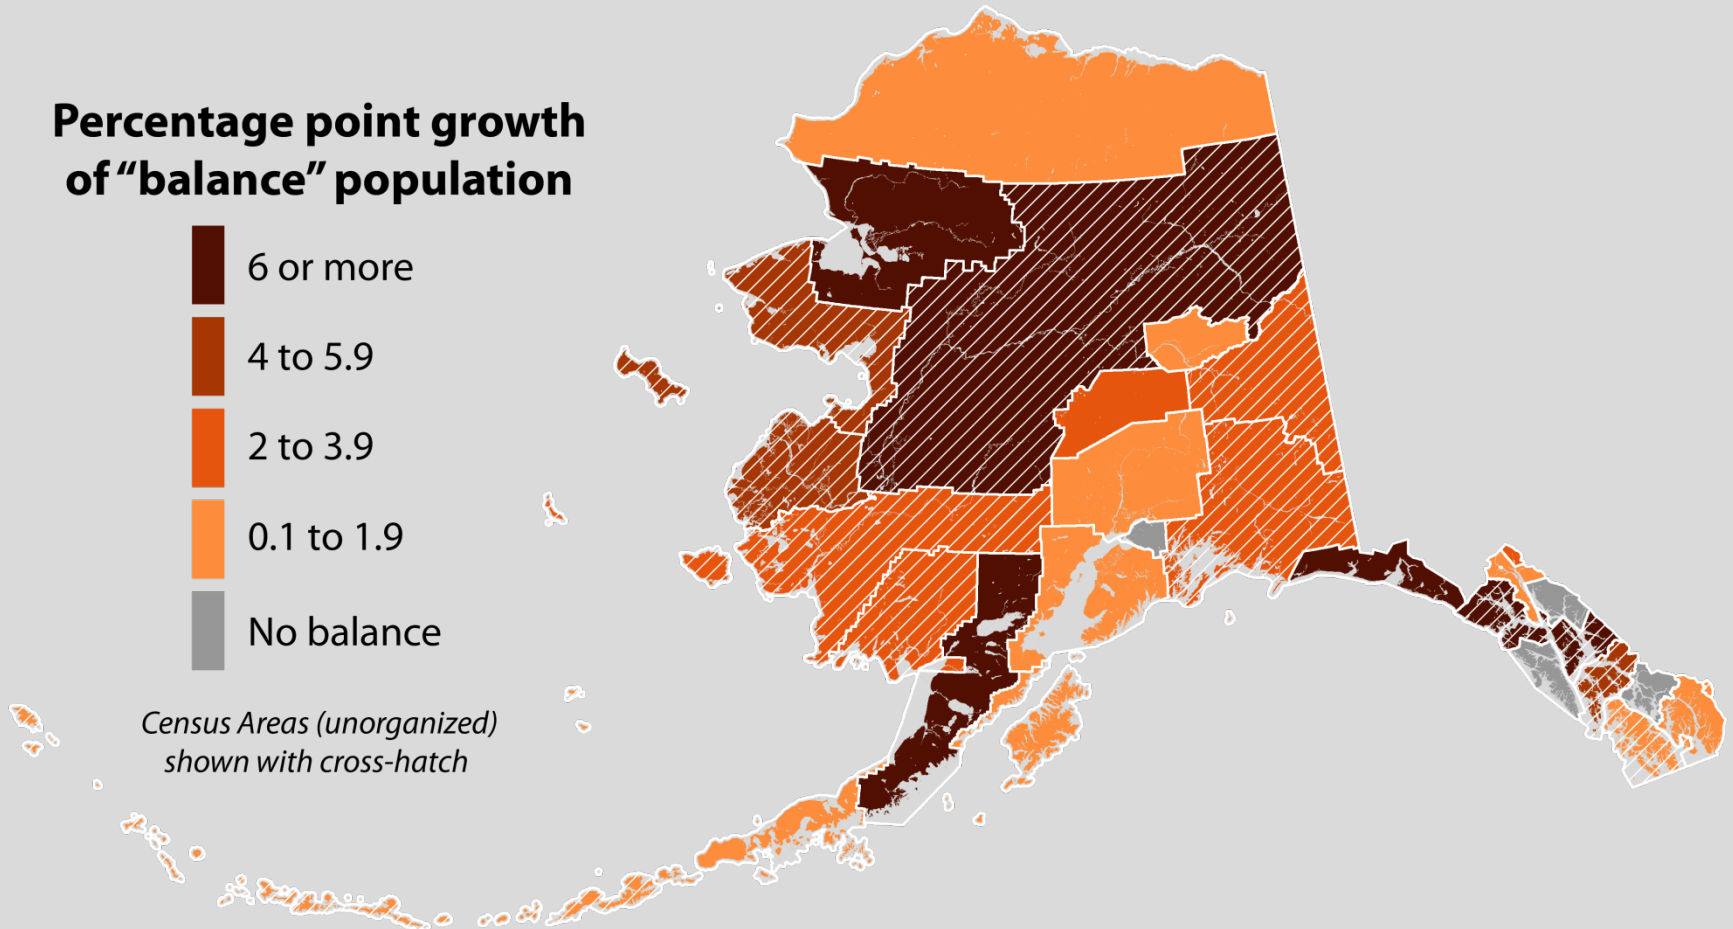 Percentage point growth
of “balance” population
6 or more
4 to 5.9
2 to 3.9
0.1 to 1.9
No balance
Census Areas (unorganized)
shown with cross-hatch